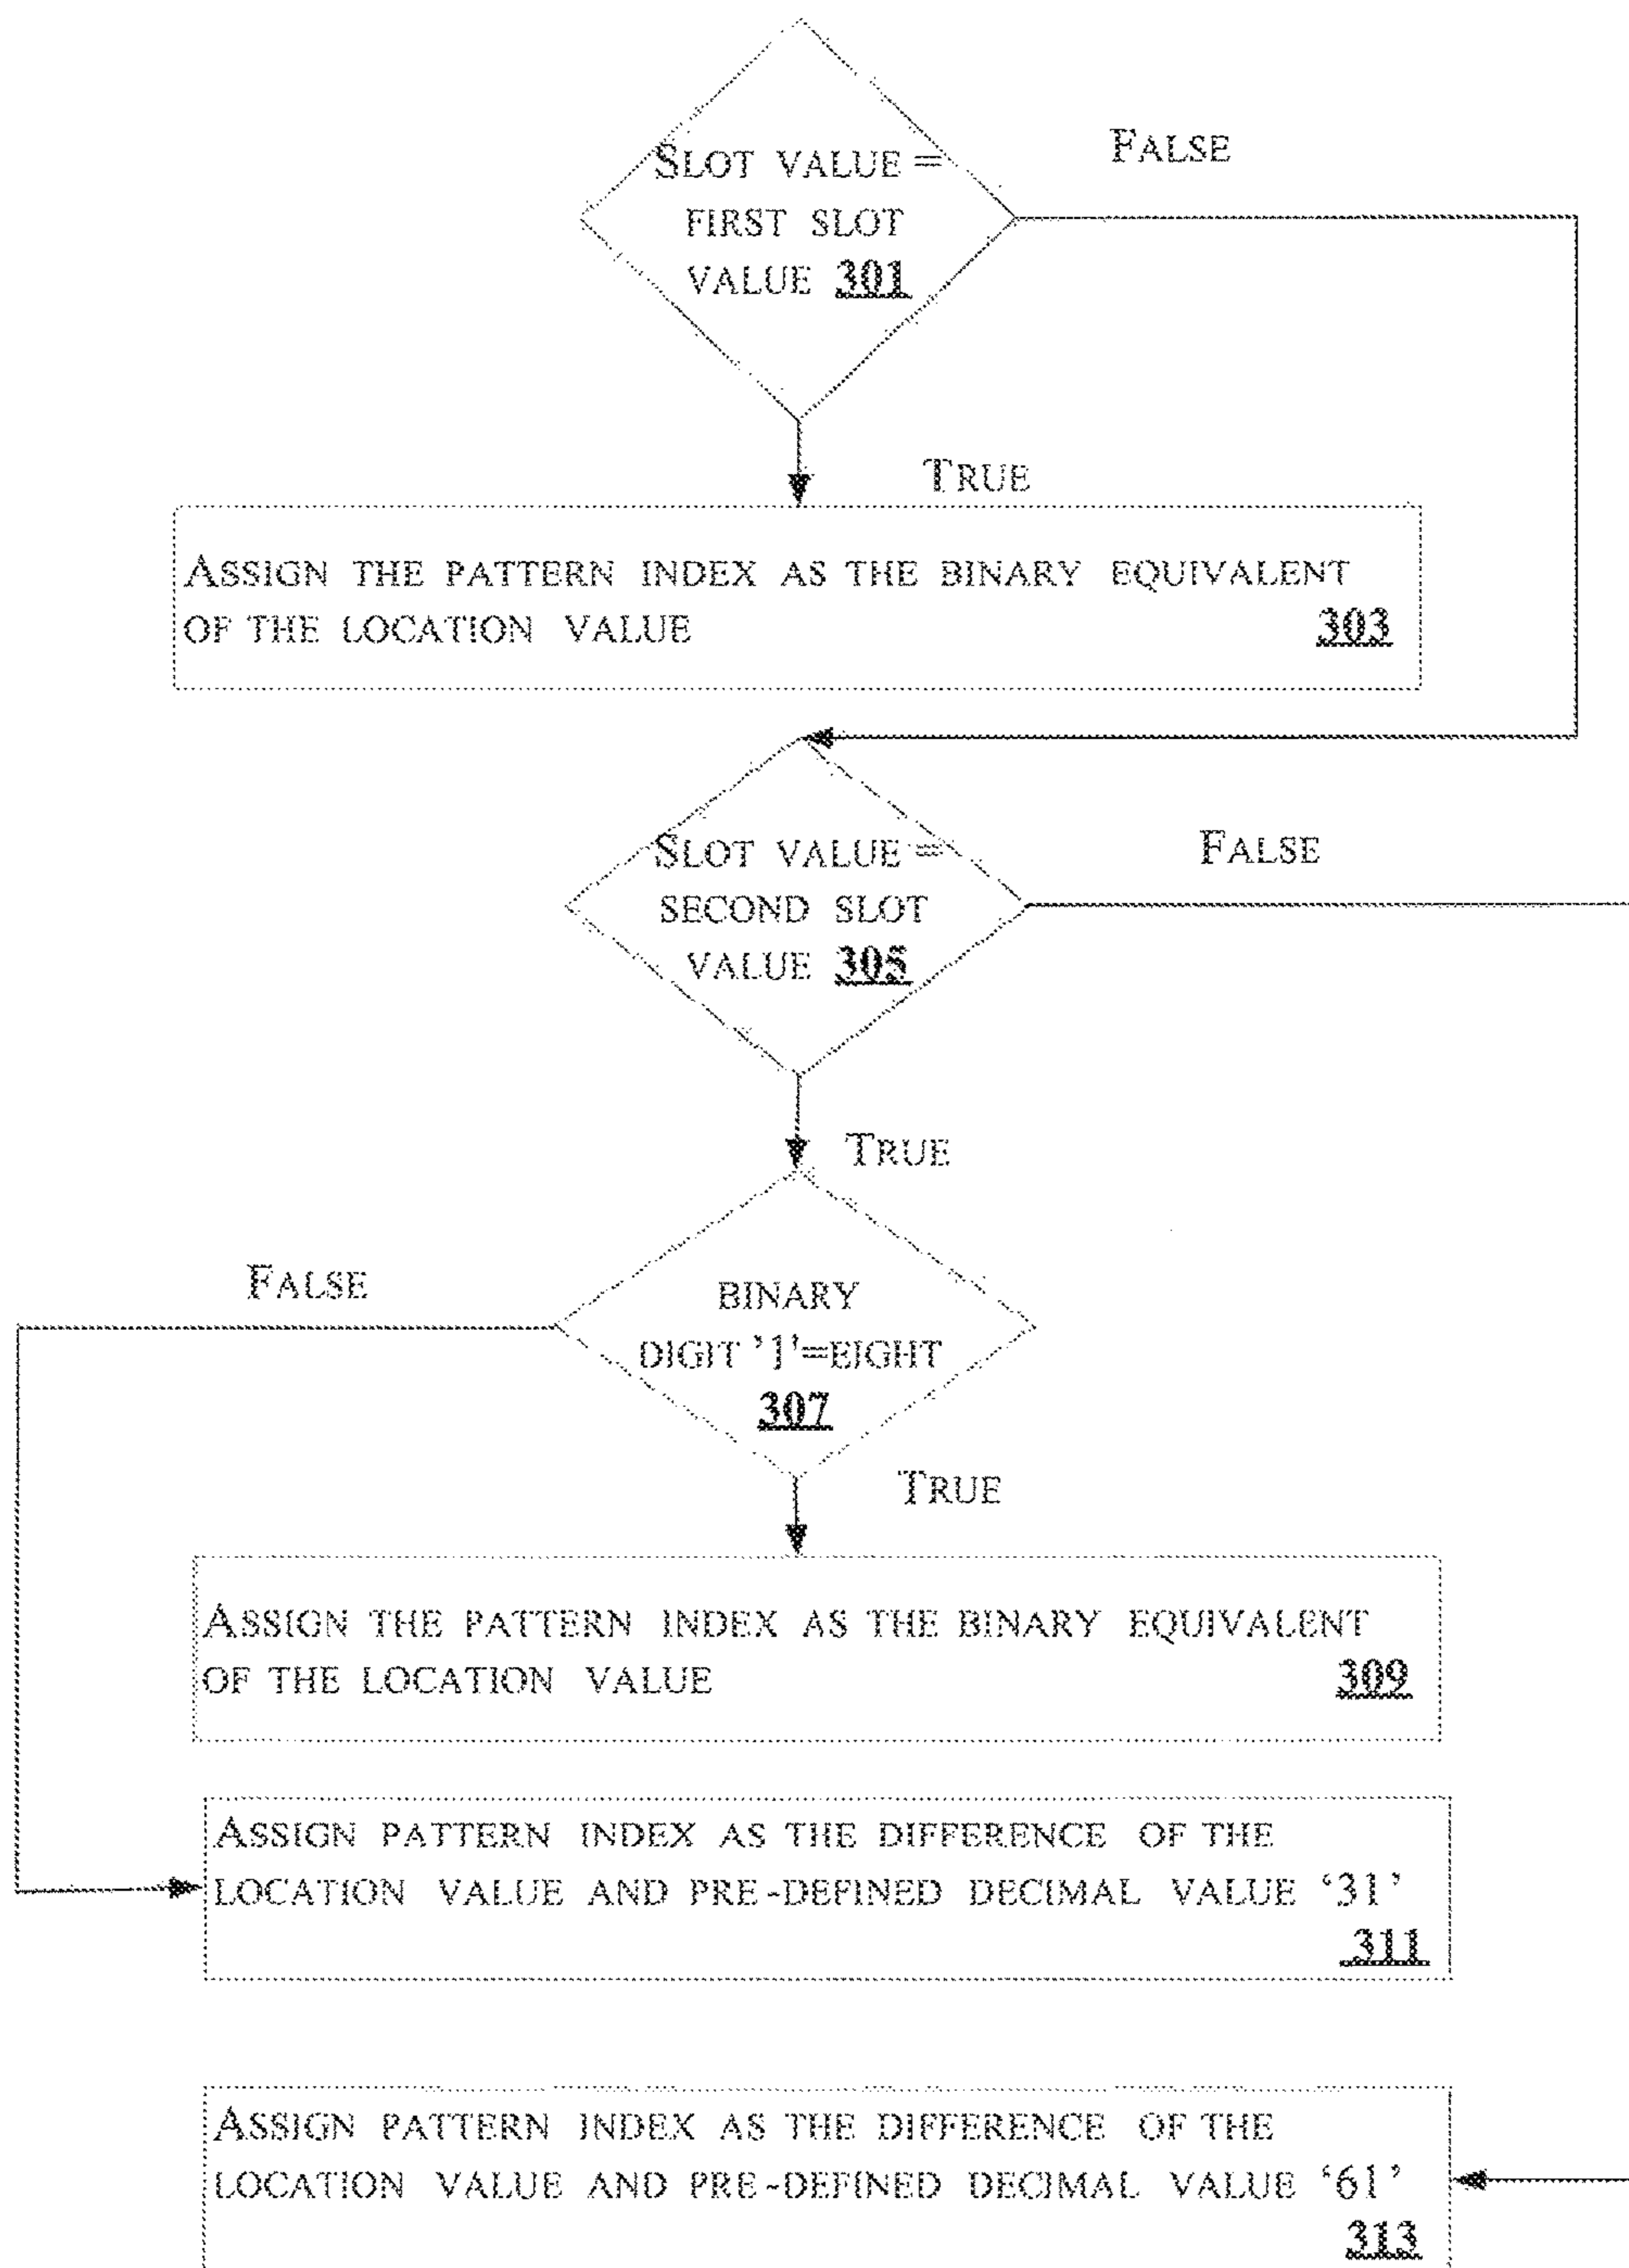 SLOT VALUE =
FALSE
FIRST SLOT
VALUE 301
TRUE
ASSIGN THE PATTERN INDEX AS THE BINARY EQUIVALENT
OF THE LOCATION VALUE 303
SLOT VALUE =
FALSE
SECOND SLOT
VALUE 305
TRUE
FALSE
BINARY
DIGIT '1'=EIGHT
307
TRUE
ASSIGN THE PATTERN INDEX AS THE BINARY EQUIVALENT
OF THE LOCATION VALUE 309
ASSIGN PATTERN INDEX AS THE DIFFERENCE OF THE
LOCATION VALUE AND PRE-DEFINED DECIMAL VALUE ‘31’
311
ASSIGN PATTERN INDEX AS THE DIFFERENCE OF THE
LOCATION VALUE AND PRE-DEFINED DECIMAL VALUE ‘61’
313